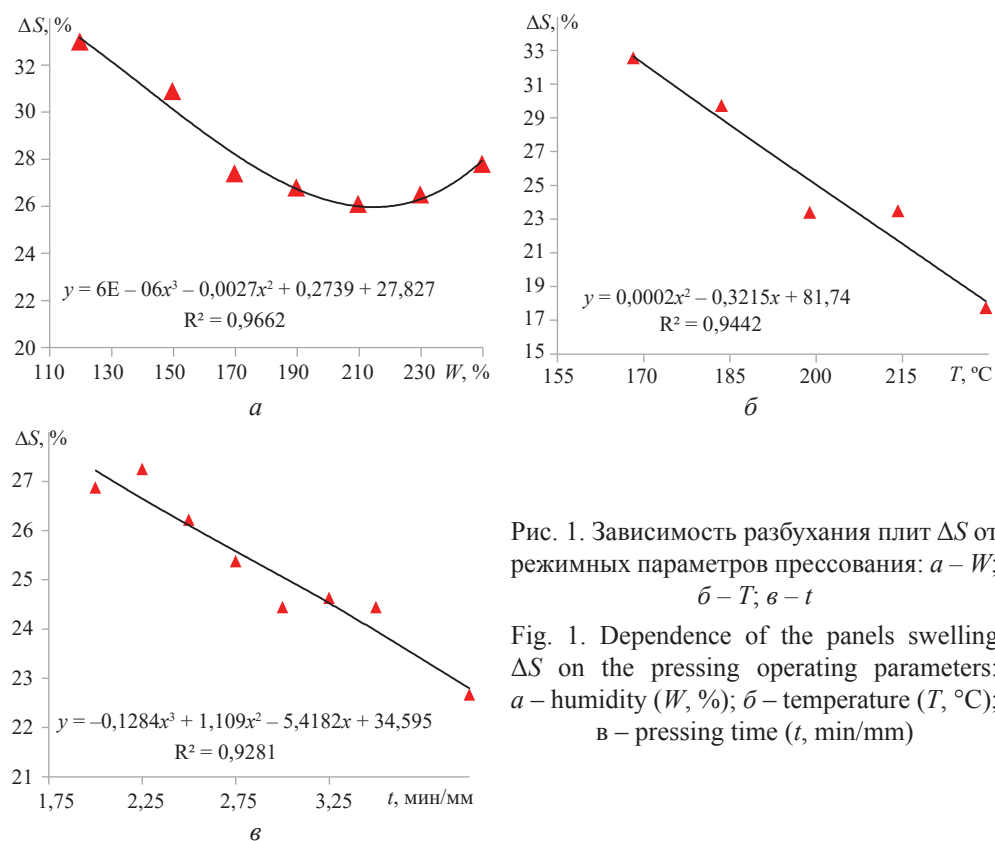 ΔS, %
32
30
28
26
24
22
20
y = 6E – 06x³ – 0,0027x² + 0,2739 + 27,827
R² = 0,9662
110 130 150 170 190 210 230 W, %
а
ΔS, %
33
31
29
27
25
23
21
19
17
15
y = 0,0002x² – 0,3215x + 81,74
R² = 0,9442
155 170 185 200 215 T, ºC
б
ΔS, %
27
26
25
24
23
22
21
y = –0,1284x³ + 1,109x² – 5,4182x + 34,595
R² = 0,9281
1,75 2,25 2,75 3,25 t, мин/мм
в
Рис. 1. Зависимость разбухания плит ΔS от
режимных параметров прессования: а – W;
б – T; в – t
Fig. 1. Dependence of the panels swelling
ΔS on the pressing operating parameters:
а – humidity (W, %); б – temperature (T, °C);
в – pressing time (t, min/mm)